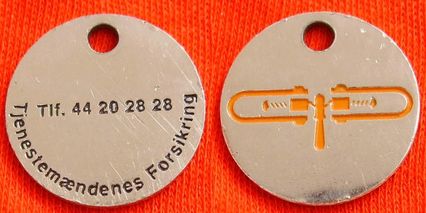 Tlf. 44 20 28 28
Tjenestemændenes Forsikring